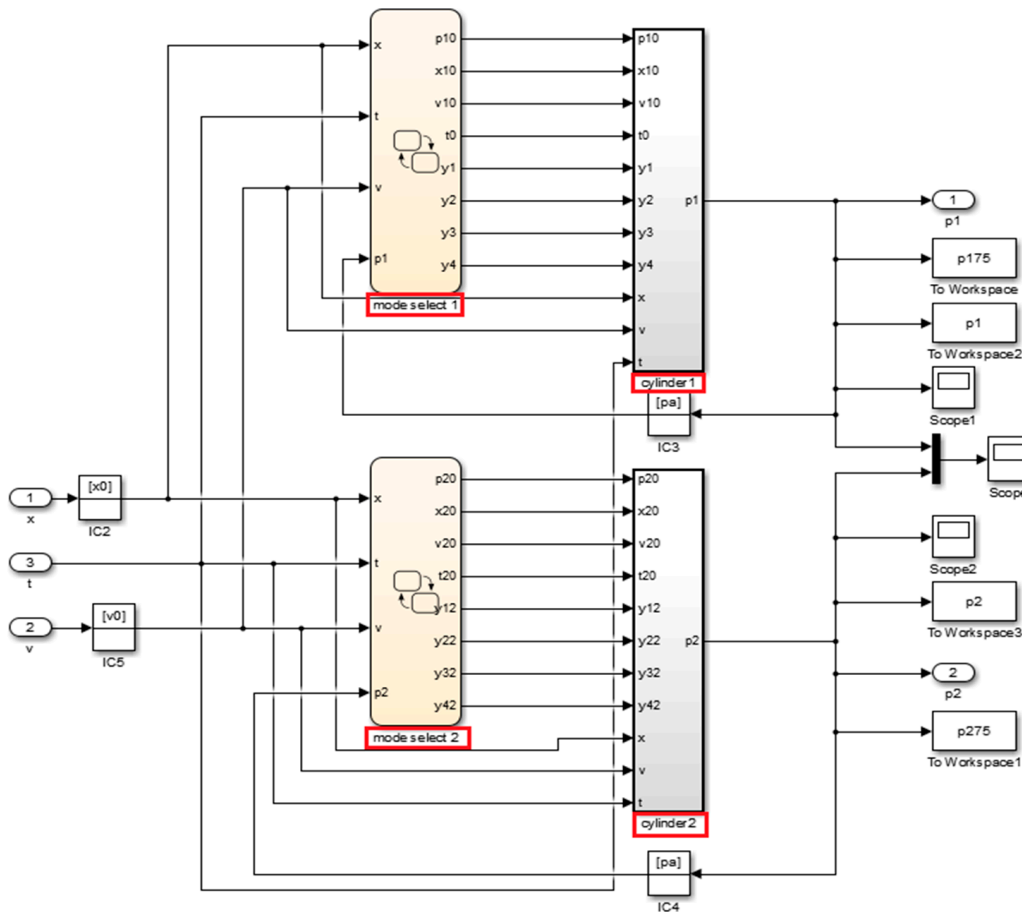 x
t
v
p1
p10
x10
v10
t0
y1
y2
y3
y4
mode select 1
p10
x10
v10
t0
y1
y2
y3
y4
x
v
t
p1
cylinder1
[pa]
IC3
1
p1
p175
To Workspace
p1
To Workspace2
Scope1
Scope
1
x
[x0]
IC2
3
t
2
v
[v0]
IC5
x
t
v
p2
p20
x20
v20
t20
y12
y22
y32
y42
mode select 2
p20
x20
v20
t20
y12
y22
y32
y42
x
v
t
p2
cylinder2
[pa]
IC4
Scope2
p2
To Workspace3
2
p2
p275
To Workspace1